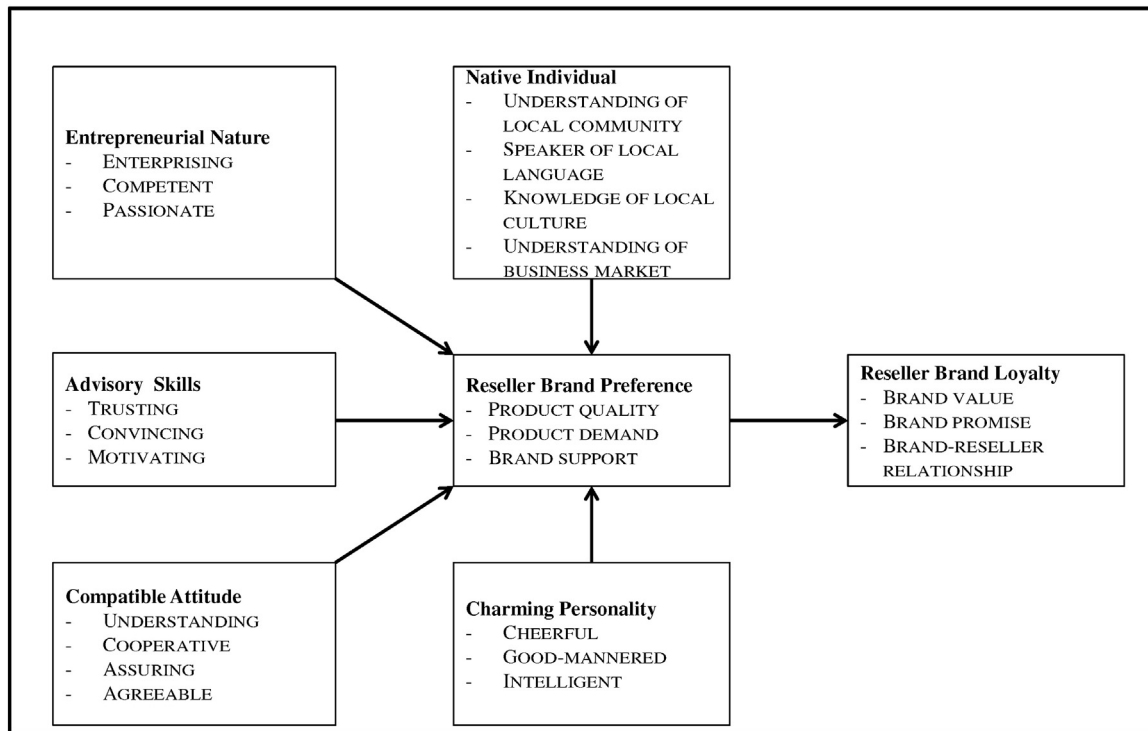 Entrepreneurial Nature
- ENTERPRISING
- COMPETENT
- PASSIONATE
Native Individual
- UNDERSTANDING OF
LOCAL COMMUNITY
- SPEAKER OF LOCAL
LANGUAGE
- KNOWLEDGE OF LOCAL
CULTURE
- UNDERSTANDING OF
BUSINESS MARKET
Advisory Skills
- TRUSTING
- CONVINCING
- MOTIVATING
Reseller Brand Preference
- PRODUCT QUALITY
- PRODUCT DEMAND
- BRAND SUPPORT
Reseller Brand Loyalty
- BRAND VALUE
- BRAND PROMISE
- BRAND-RESELLER
RELATIONSHIP
Compatible Attitude
- UNDERSTANDING
- COOPERATIVE
- ASSURING
- AGREEABLE
Charming Personality
- CHEERFUL
- GOOD-MANNERED
- INTELLIGENT